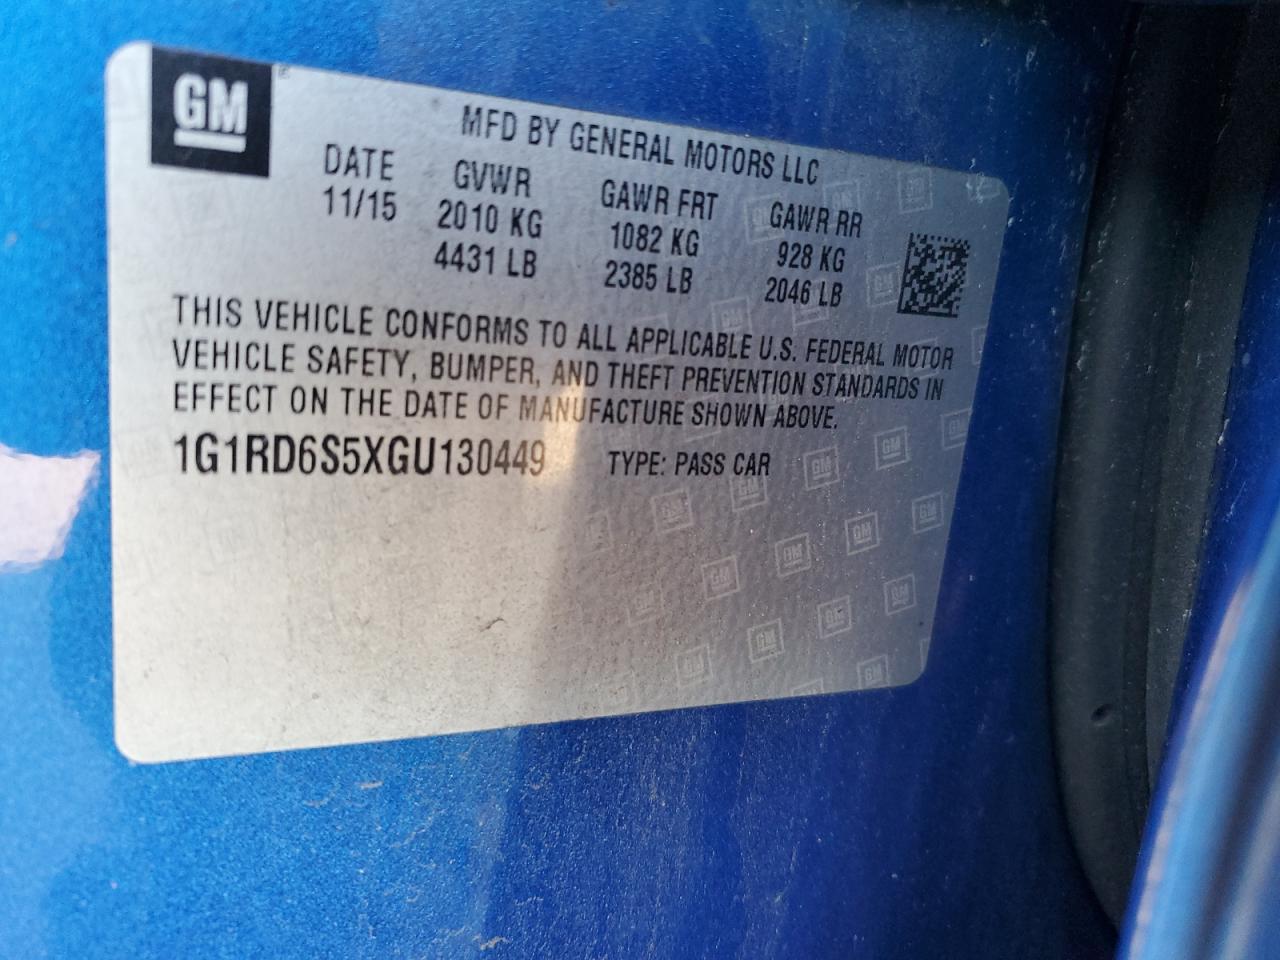 GM
MFD BY GENERAL MOTORS LLC
DATE GVWR GAWR FRT GAWR RR
11/15 2010 KG 1082 KG 928 KG
4431 LB 2385 LB 2046 LB
THIS VEHICLE CONFORMS TO ALL APPLICABLE U.S. FEDERAL MOTOR
VEHICLE SAFETY, BUMPER, AND THEFT PREVENTION STANDARDS IN
EFFECT ON THE DATE OF MANUFACTURE SHOWN ABOVE.
1G1RD6S5XGU130449 TYPE: PASS CAR